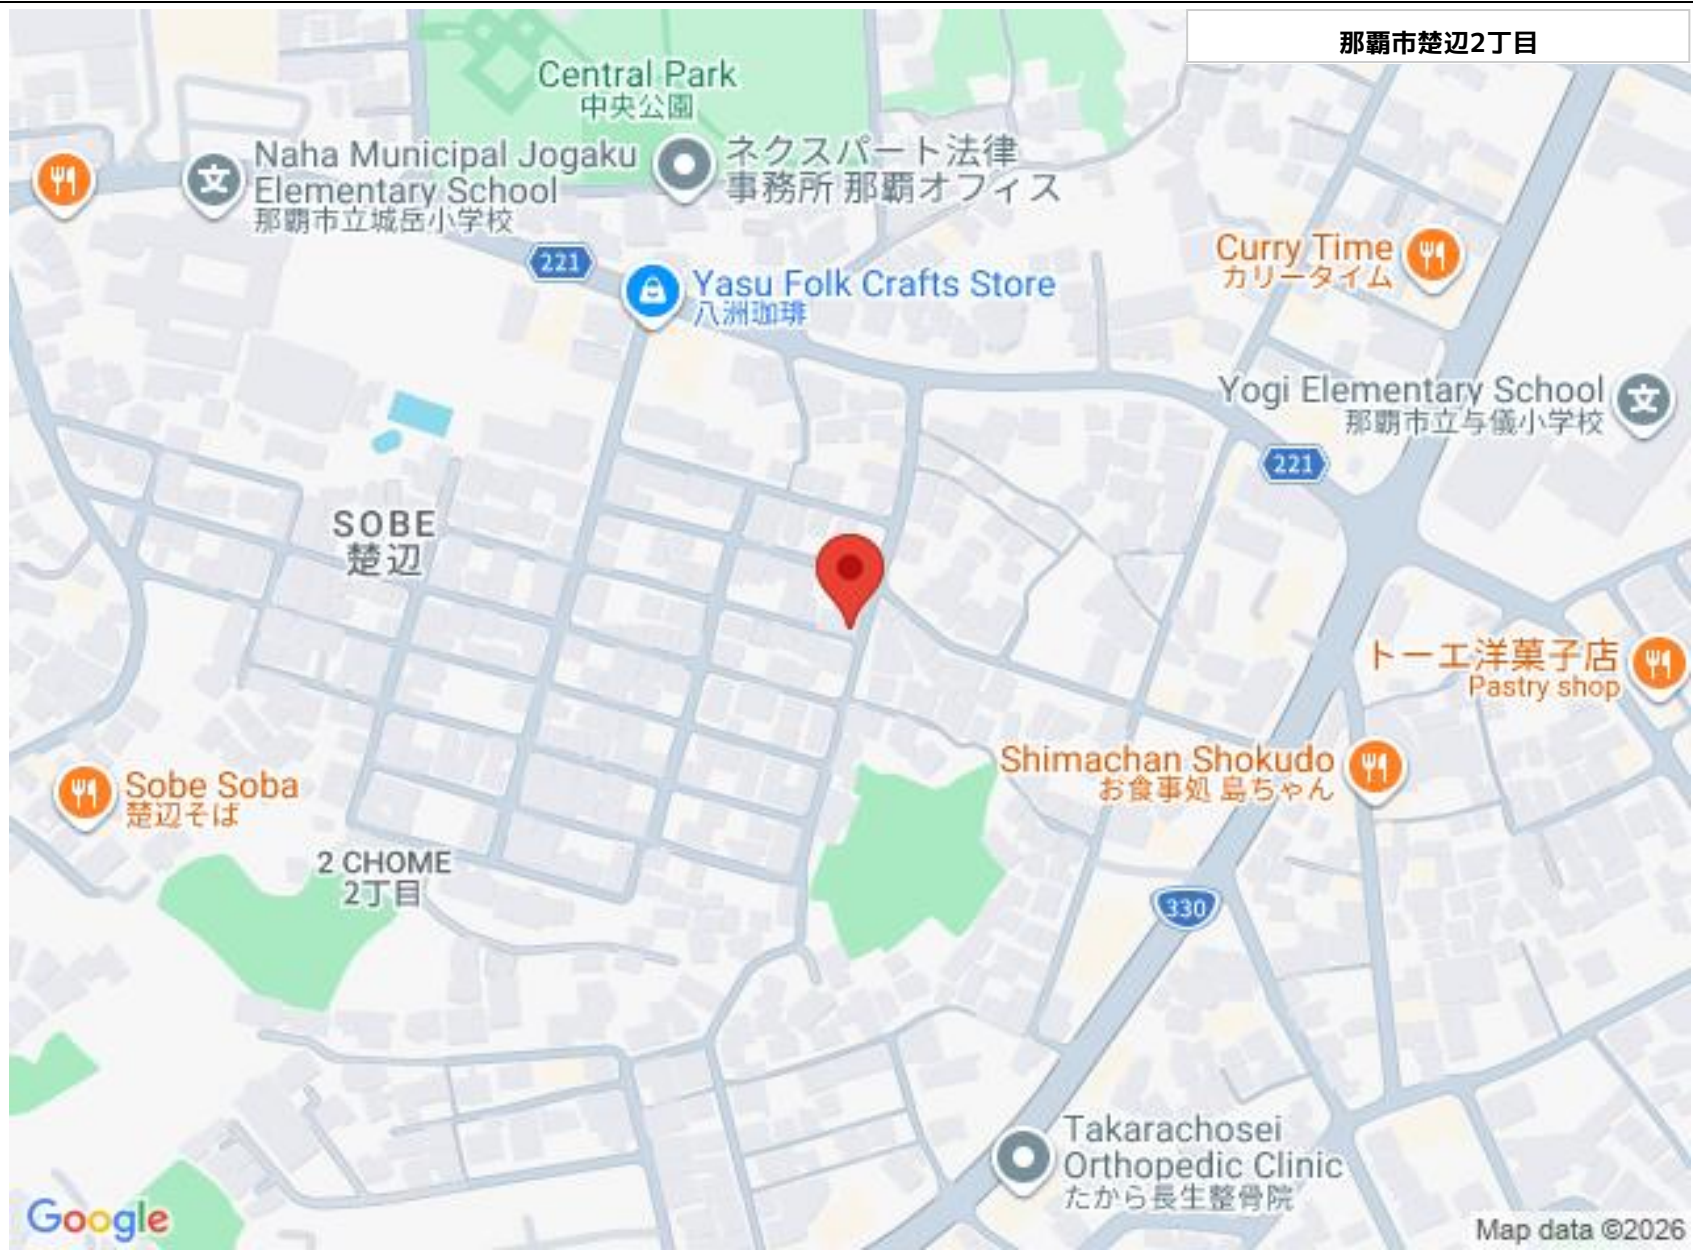 那覇市楚辺2丁目
Central Park
中央公園
Naha Municipal Jogaku
Elementary School
那覇市立城岳小学校
ネクスパート法律
事務所 那覇オフィス
221
Yasu Folk Crafts Store
八洲珈琲
Curry Time
カリータイム
Yogi Elementary School
那覇市立与儀小学校
221
SOBE
楚辺
トーエ洋菓子店
Pastry shop
Shimachan Shokudo
お食事処 島ちゃん
Sobe Soba
楚辺そば
2 CHOME
2丁目
330
Takarachosei
Orthopedic Clinic
たから長生整骨院
Google
Map data ©2026